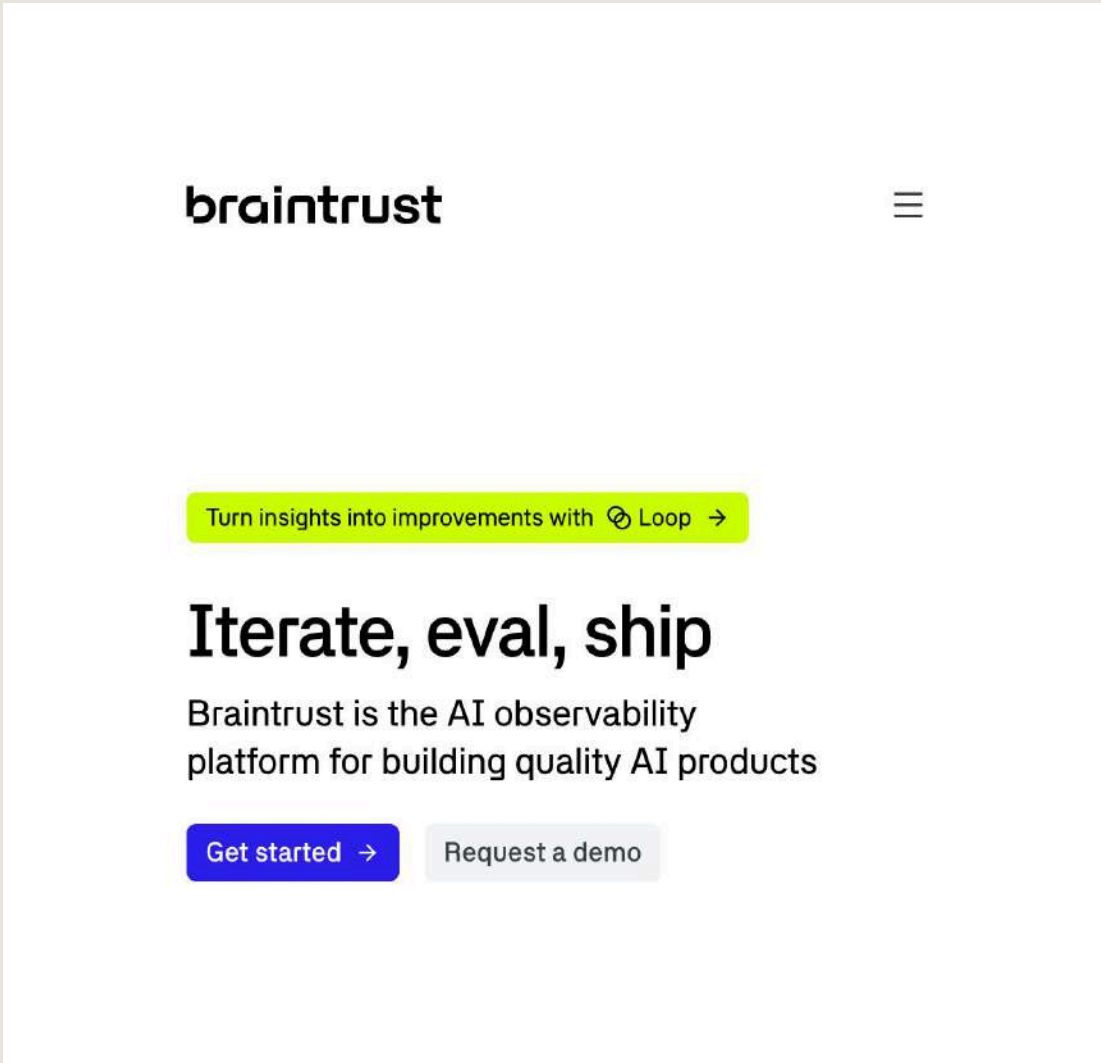 braintrust
Turn insights into improvements with Loop →
Iterate, eval, ship
Braintrust is the AI observability
platform for building quality AI products
Get started →
Request a demo